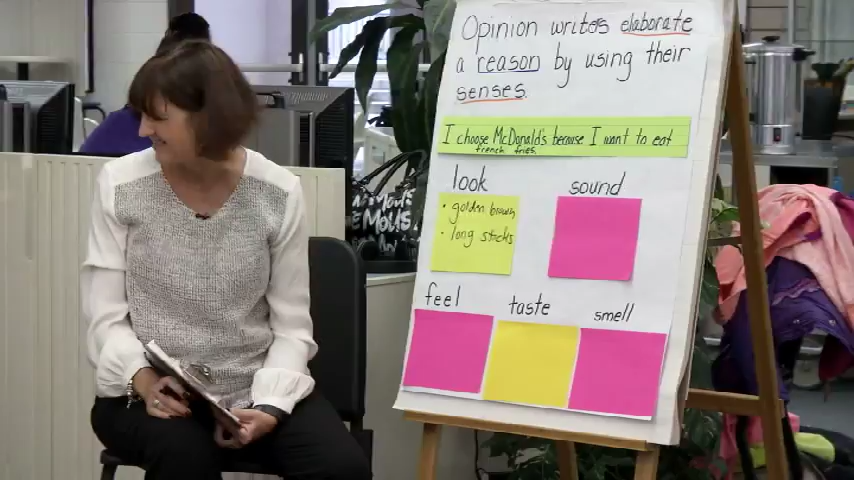 Opinion writers elaborate
a reason by using their
senses.
I choose McDonald's because I want to eat
french fries.
look
sound
• golden brown
• long sticks
feel
taste
smell